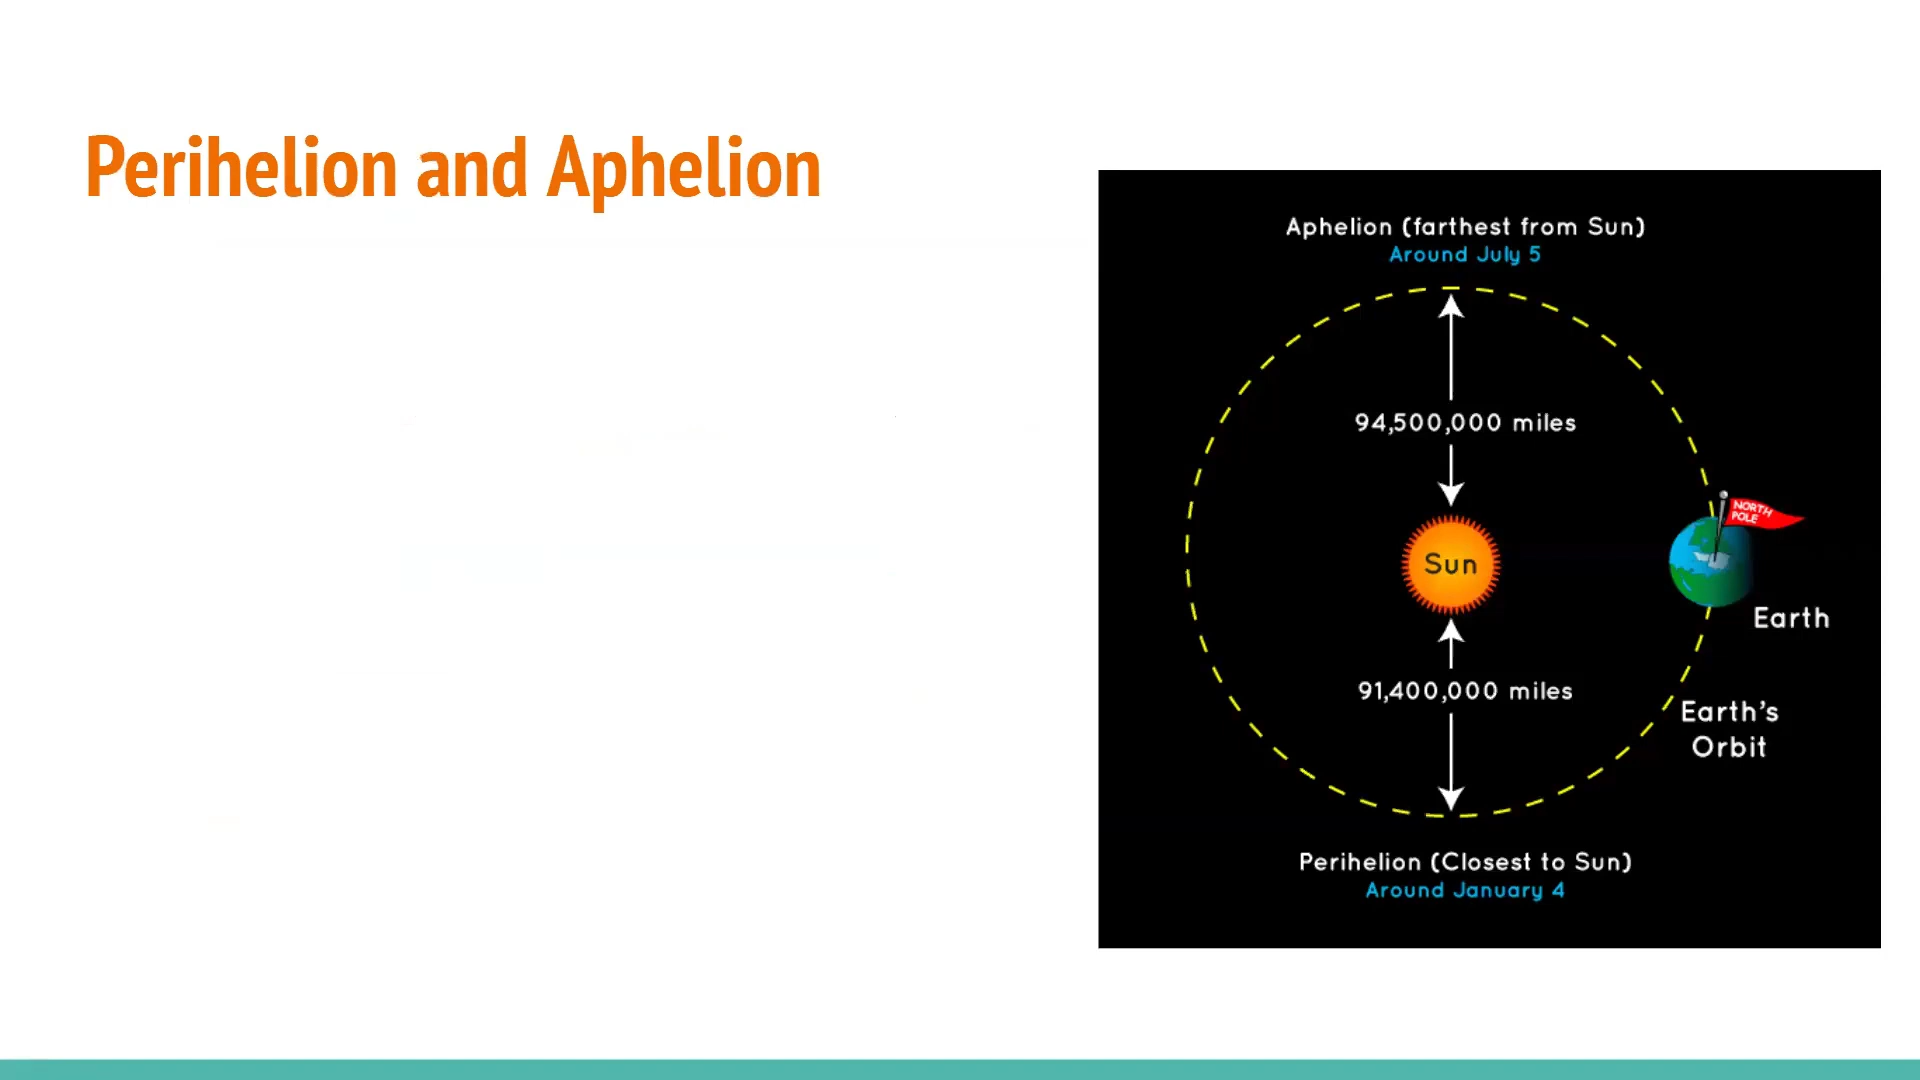 Perihelion and Aphelion
Aphelion (farthest from Sun)
Around July 5
94,500,000 miles
NORTH
POLE
Sun
Earth
91,400,000 miles
Earth's
Orbit
Perihelion (Closest to Sun)
Around January 4